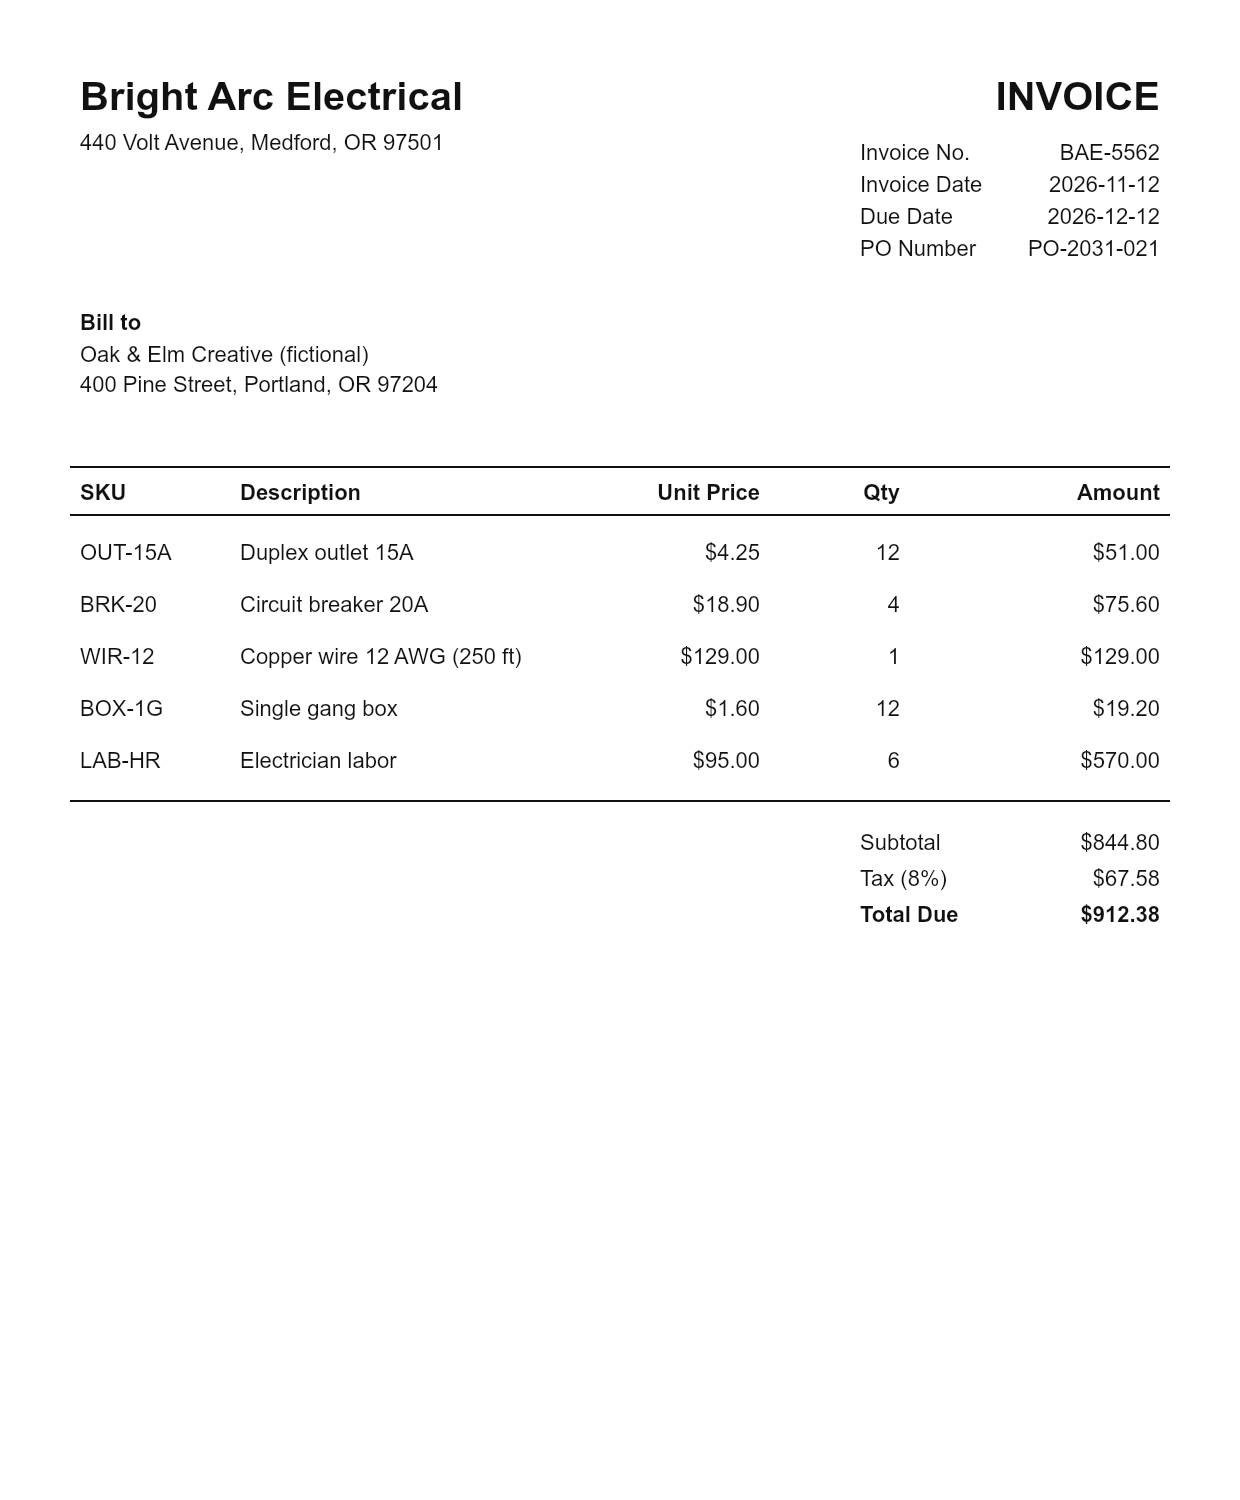 Bright Arc Electrical
440 Volt Avenue, Medford, OR 97501
INVOICE
Invoice No. BAE-5562
Invoice Date 2026-11-12
Due Date 2026-12-12
PO Number PO-2031-021
Bill to
Oak & Elm Creative (fictional)
400 Pine Street, Portland, OR 97204
SKU Description Unit Price Qty Amount
OUT-15A Duplex outlet 15A $4.25 12 $51.00
BRK-20 Circuit breaker 20A $18.90 4 $75.60
WIR-12 Copper wire 12 AWG (250 ft) $129.00 1 $129.00
BOX-1G Single gang box $1.60 12 $19.20
LAB-HR Electrician labor $95.00 6 $570.00
Subtotal $844.80
Tax (8%) $67.58
Total Due $912.38